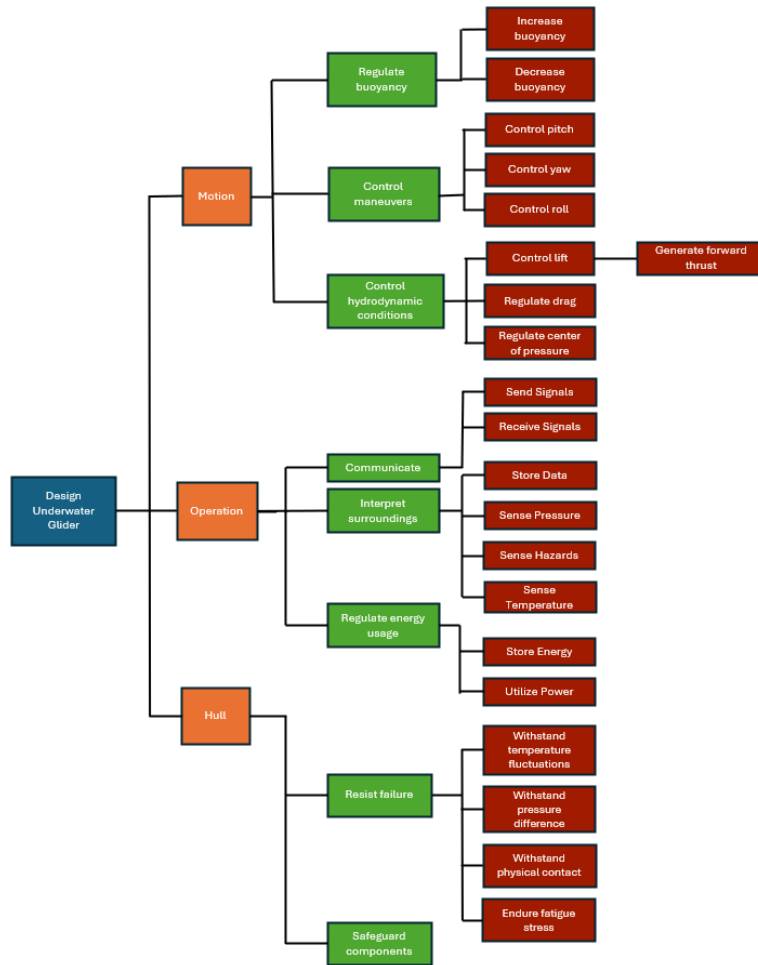 Increase
buoyancy
Regulate
buoyancy
Decrease
buoyancy
Control pitch
Motion
Control
maneuvers
Control yaw
Control roll
Control
hydrodynamic
conditions
Control lift
Generate forward
thrust
Regulate drag
Regulate center
of pressure
Send Signals
Receive Signals
Communicate
Design
Underwater
Glider
Operation
Interpret
surroundings
Store Data
Sense Pressure
Sense Hazards
Sense
Temperature
Regulate energy
usage
Store Energy
Utilize Power
Hull
Resist failure
Withstand
temperature
fluctuations
Withstand
pressure
difference
Withstand
physical contact
Endure fatigue
stress
Safeguard
components